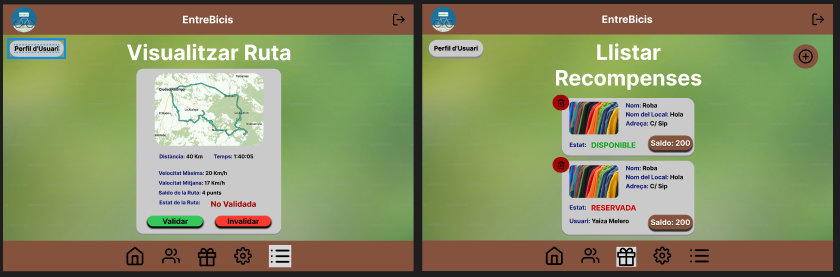 EntreBicis
Perfil d'Usuari
Visualitzar Ruta
Distància: 40 Km
Temps: 1:40:05
Velocitat Màxima: 20 Km/h
Valocitat Mitjana: 17 Km/h
Saldo de la Ruta: 4 punts
Estat de la Ruta:
No Validada
Validar
Invalidar
EntreBicis
Perfil d'Usuari
Llistar
Recompenses
Nom: Roba
Nom del Local: Hola
Adreça: C/ Sip
Estat: DISPONIBLE
Saldo: 200
Nom: Roba
Nom del Local: Hola
Adreça: C/ Sip
Estat: RESERVADA
Usuari: Yaiza Melero
Saldo: 200